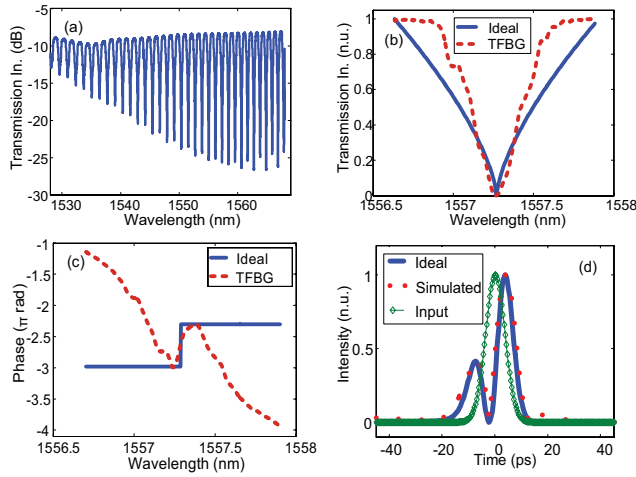 (a)
Transmission In. (dB)
-5
-10
-15
-20
-25
-30
1530 1540 1550 1560
Wavelength (nm)
(b)
Ideal
TFBG
Transmission In. (n.u.)
1
0.8
0.6
0.4
0.2
0
1556.5 1557 1557.5 1558
Wavelength (nm)
(c)
Ideal
TFBG
Phase (π rad)
-1
-1.5
-2
-2.5
-3
-3.5
-4
1556.5 1557 1557.5 1558
Wavelength (nm)
(d)
Ideal
Simulated
Input
Intensity (n.u.)
1
0.5
0
-40 -20 0 20 40
Time (ps)